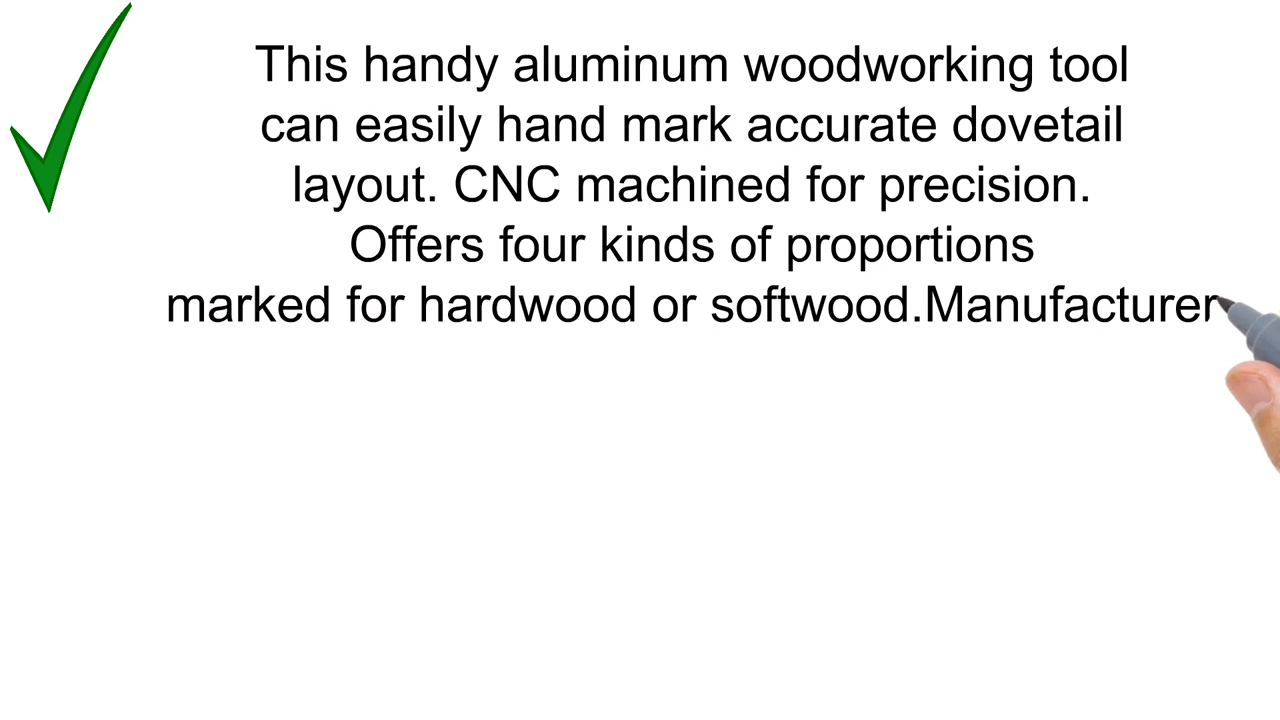 This handy aluminum woodworking tool
can easily hand mark accurate dovetail
layout. CNC machined for precision.
Offers four kinds of proportions
marked for hardwood or softwood.Manufacturer